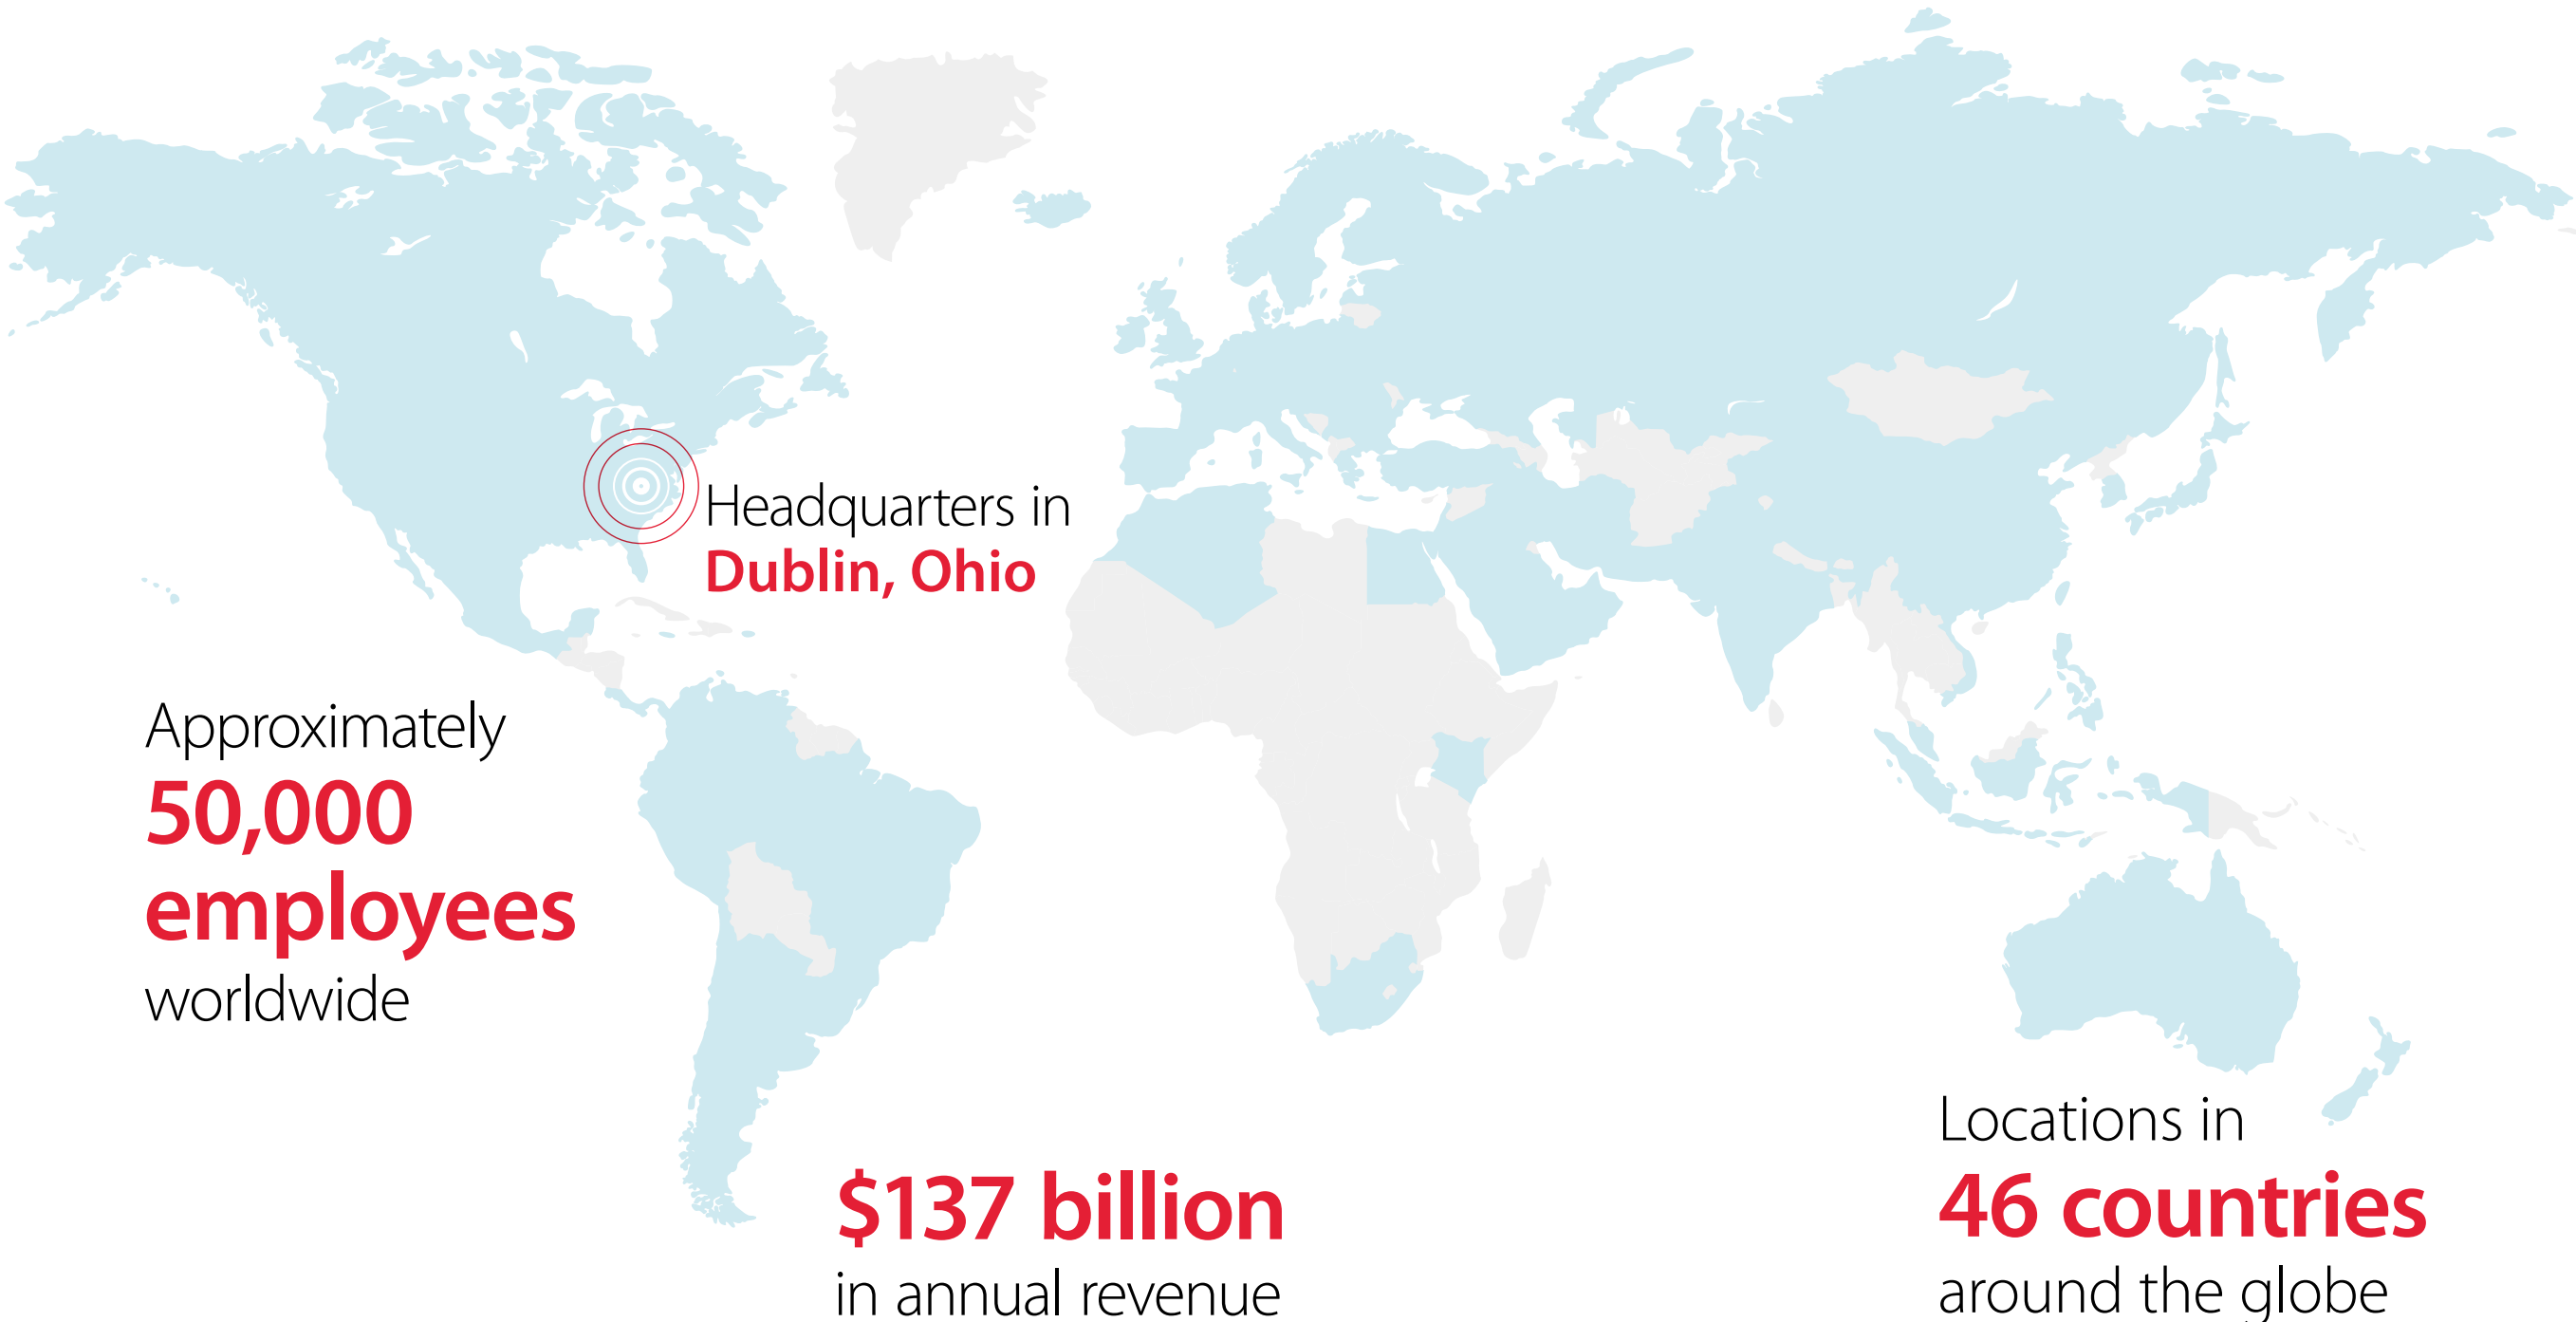 Headquarters in
Dublin, Ohio
Approximately
50,000
employees
worldwide
$137 billion
in annual revenue
Locations in
46 countries
around the globe